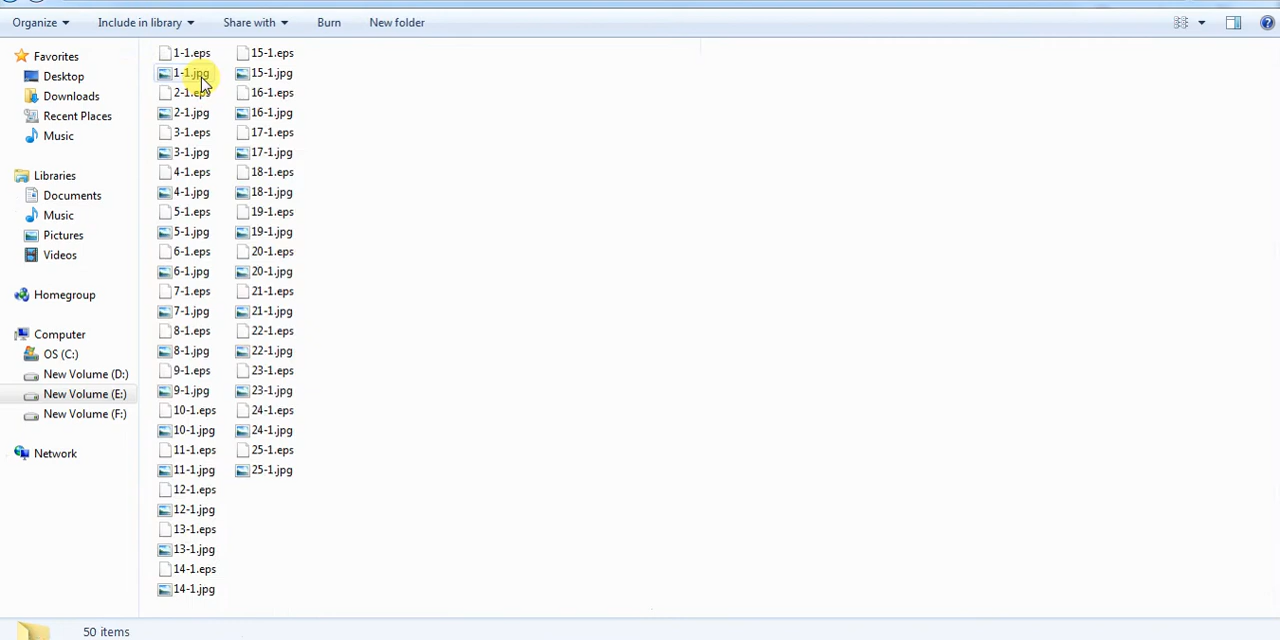 Organize Include in library Share with Burn New folder
Favorites
Desktop
Downloads
Recent Places
Music
Libraries
Documents
Music
Pictures
Videos
Homegroup
Computer
OS (C:)
New Volume (D:)
New Volume (E:)
New Volume (F:)
Network
1-1.eps
1-1.jpg
2-1.eps
2-1.jpg
3-1.eps
3-1.jpg
4-1.eps
4-1.jpg
5-1.eps
5-1.jpg
6-1.eps
6-1.jpg
7-1.eps
7-1.jpg
8-1.eps
8-1.jpg
9-1.eps
9-1.jpg
10-1.eps
10-1.jpg
11-1.eps
11-1.jpg
12-1.eps
12-1.jpg
13-1.eps
13-1.jpg
14-1.eps
14-1.jpg
15-1.eps
15-1.jpg
16-1.eps
16-1.jpg
17-1.eps
17-1.jpg
18-1.eps
18-1.jpg
19-1.eps
19-1.jpg
20-1.eps
20-1.jpg
21-1.eps
21-1.jpg
22-1.eps
22-1.jpg
23-1.eps
23-1.jpg
24-1.eps
24-1.jpg
25-1.eps
25-1.jpg
50 items